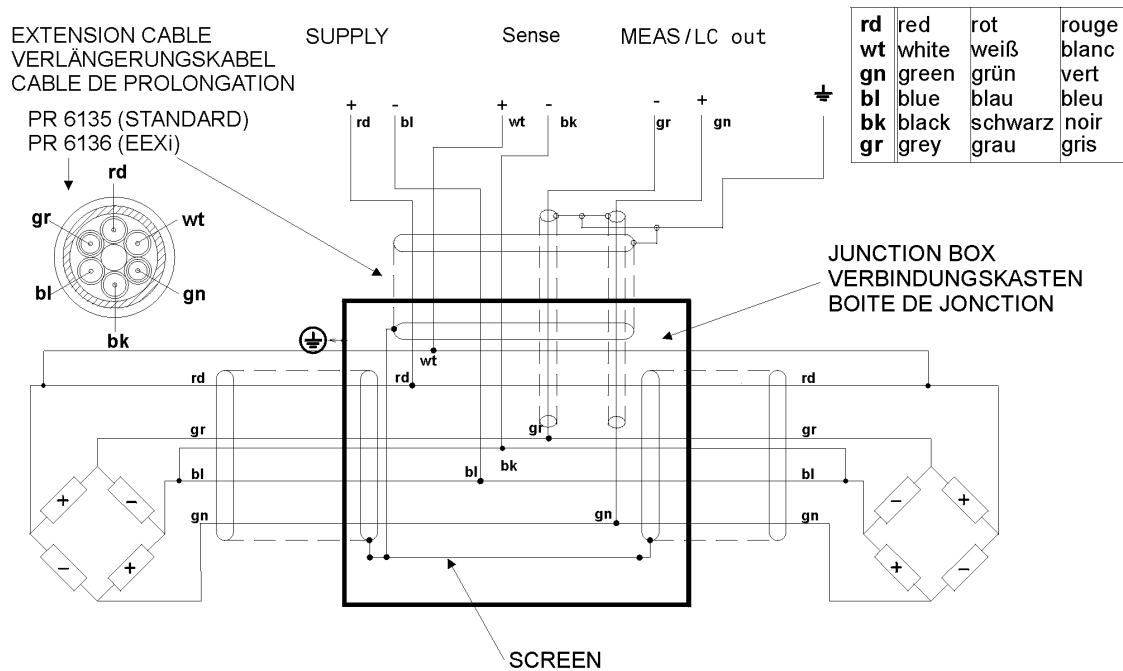 EXTENSION CABLE
VERLÄNGERUNGSKABEL
CABLE DE PROLONGATION
PR 6135 (STANDARD)
PR 6136 (EEXi)
SUPPLY
Sense
MEAS/LC out
rd red rot rouge
wt white weiß blanc
gn green grün vert
bl blue blau bleu
bk black schwarz noir
gr grey grau gris
+ - + - - +
rd bl wt bk gr gn
rd
gr wt
bl gn
bk
JUNCTION BOX
VERBINDUNGSKASTEN
BOITE DE JONCTION
wt
rd rd rd
gr gr gr
bk
bl bl bl
gn gn gn
+ - - +
- + + -
SCREEN